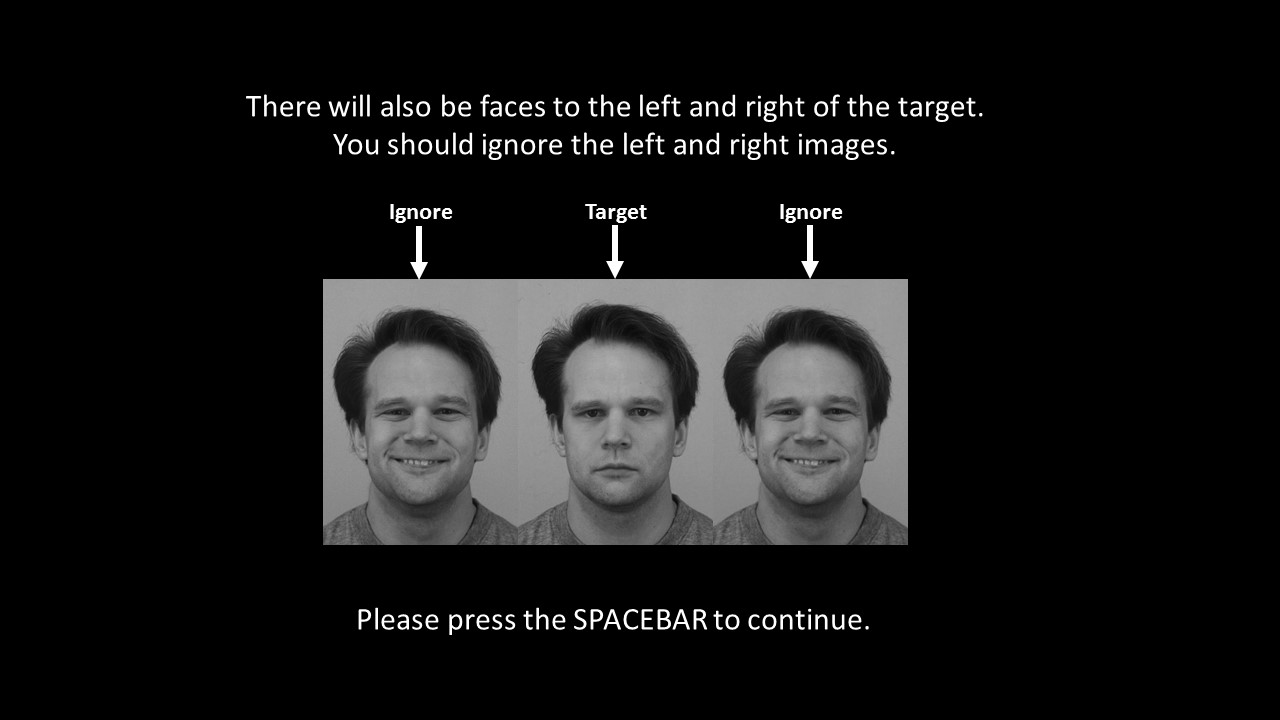 There will also be faces to the left and right of the target.
You should ignore the left and right images.
Ignore Target Ignore
Please press the SPACEBAR to continue.